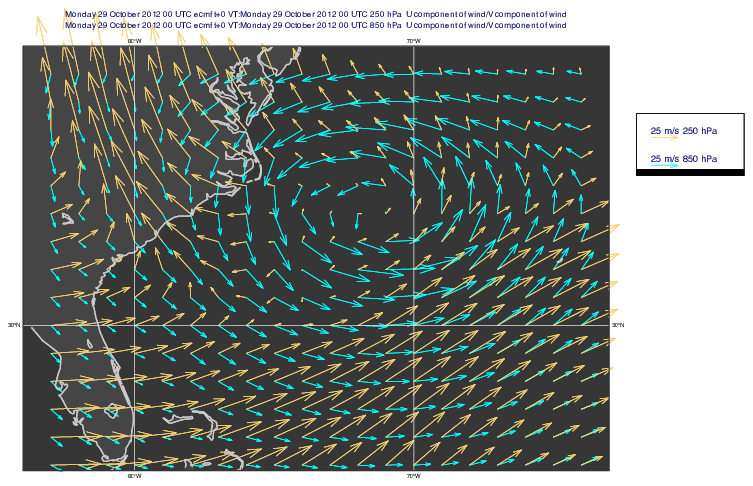 Monday 29 October 2012 00 UTC ecmf t+0 VT:Monday 29 October 2012 00 UTC 250 hPa U component of wind/V component of wind
Monday 29 October 2012 00 UTC ecmf t+0 VT:Monday 29 October 2012 00 UTC 850 hPa U component of wind/V component of wind
80°W 70°W
25 m/s 250 hPa
25 m/s 850 hPa
30°N 30°N
80°W 70°W